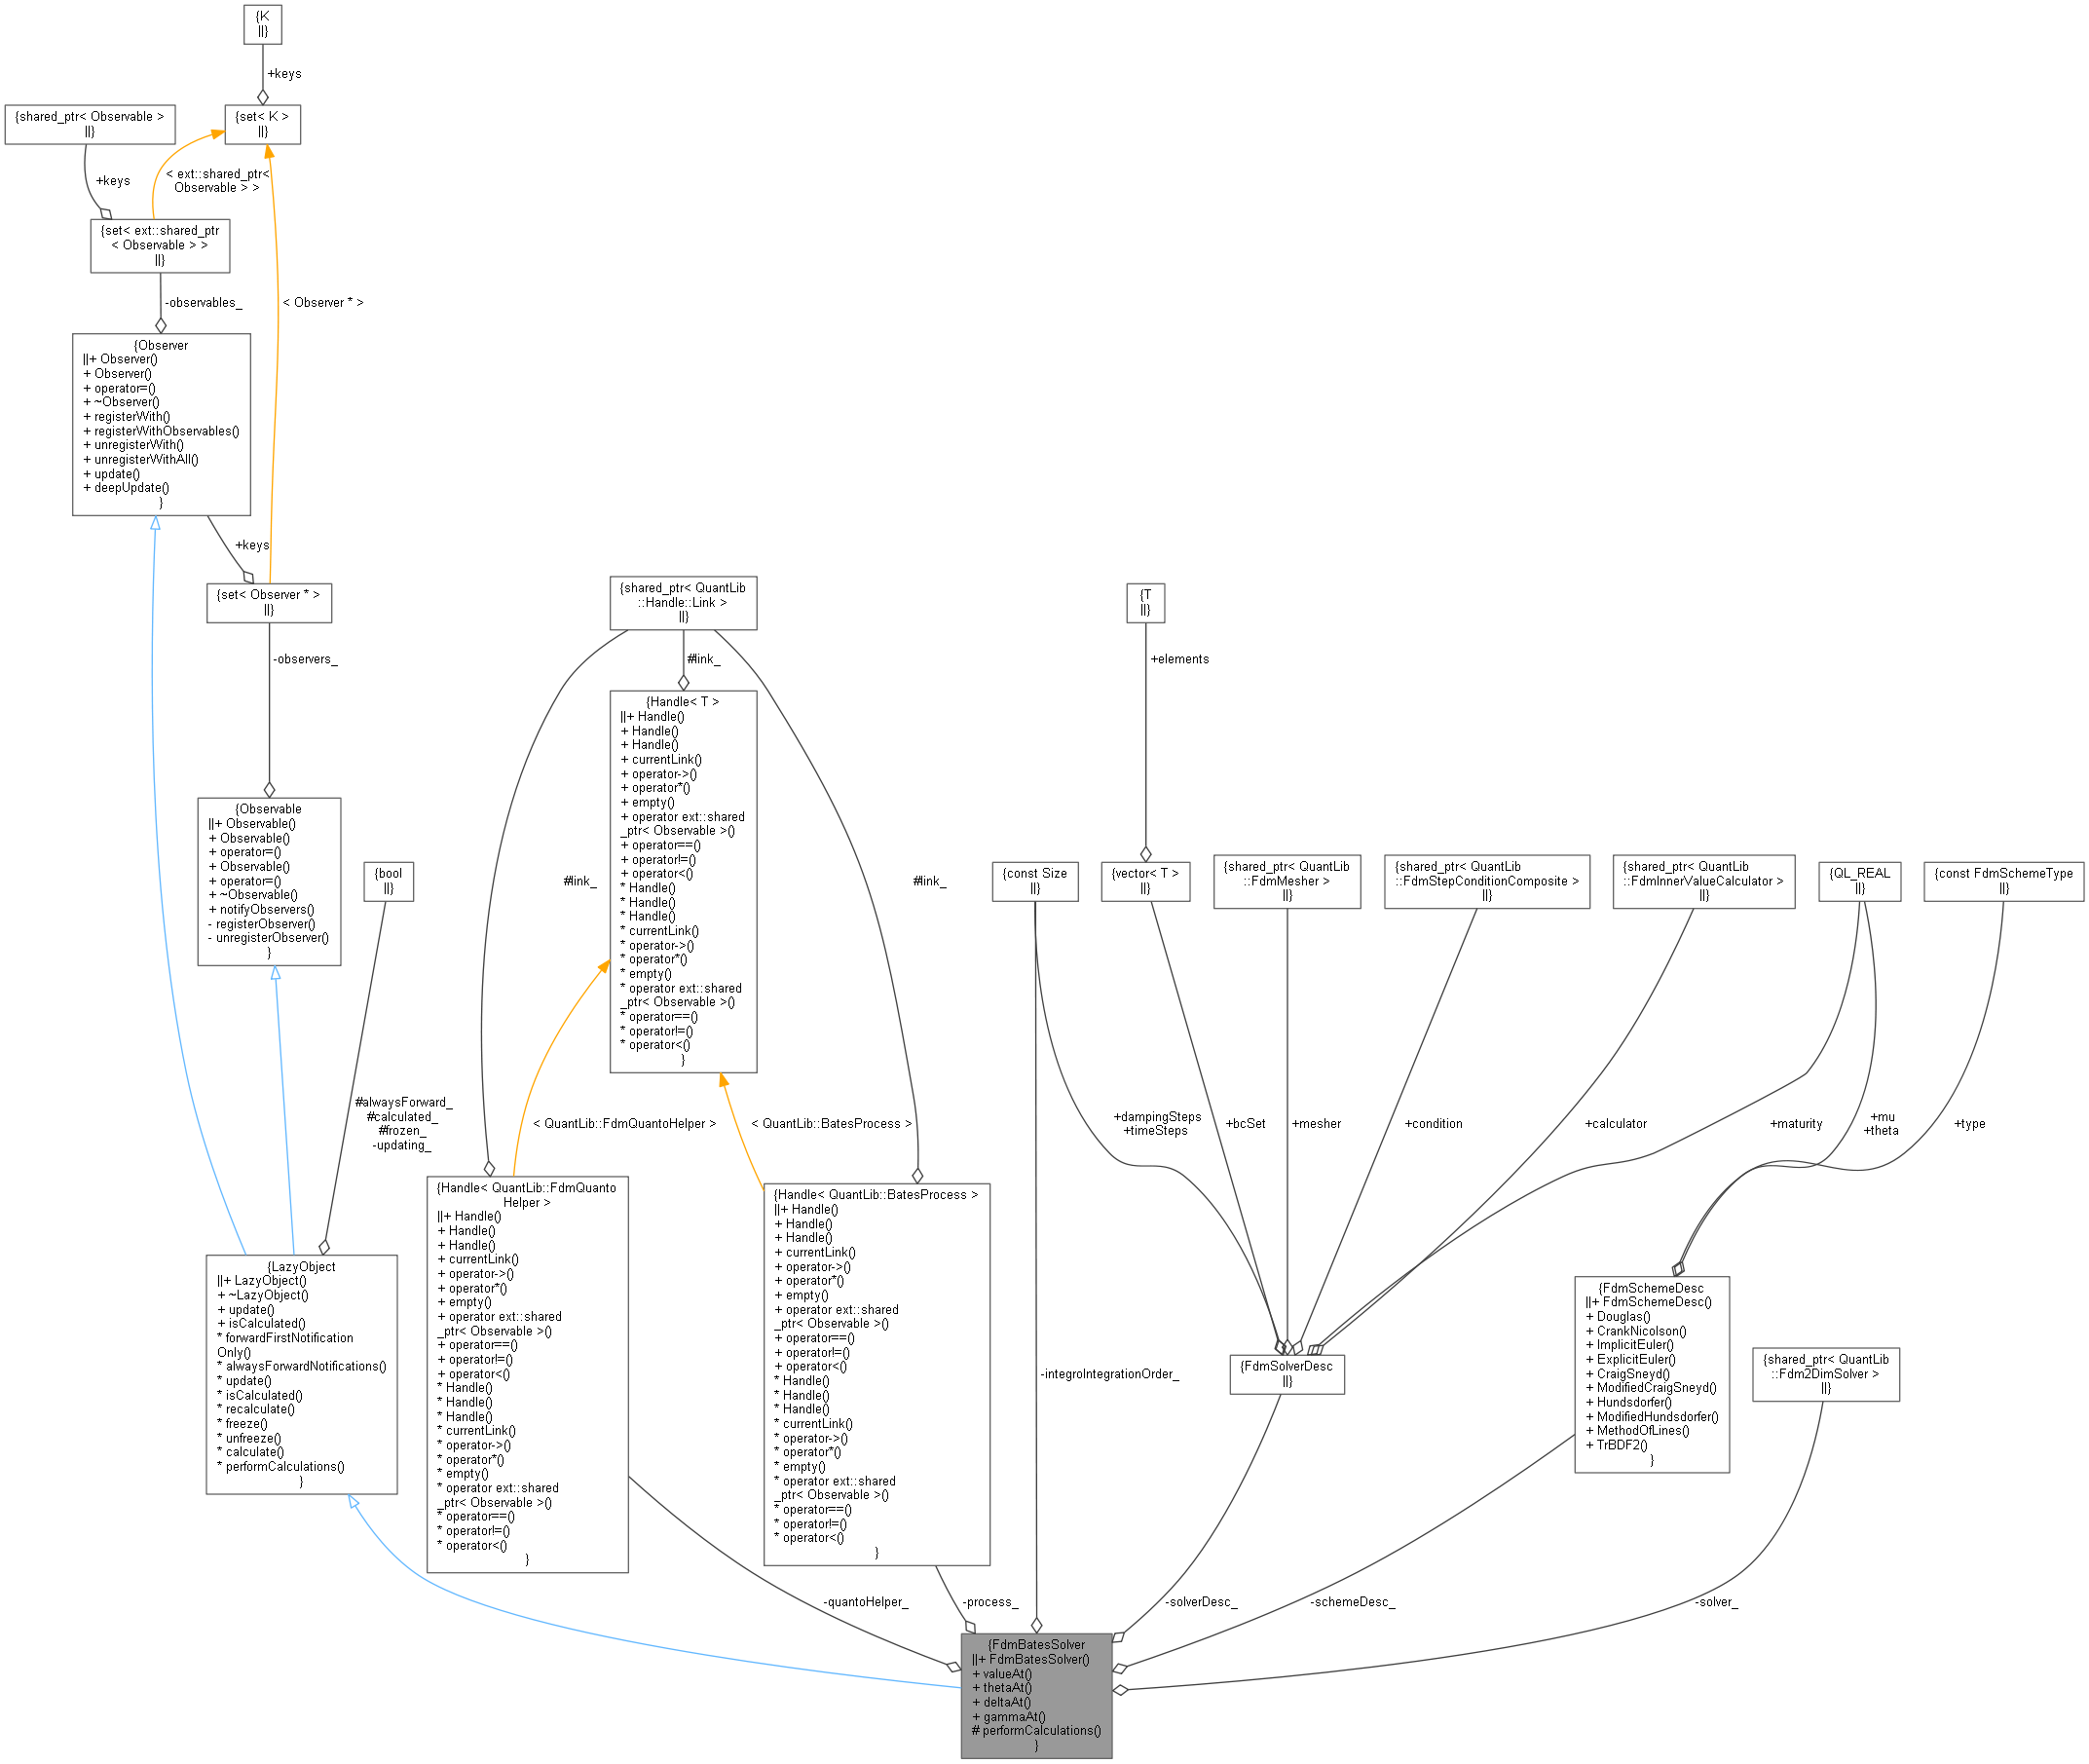 {K
||}
+keys
{shared_ptr< Observable >
||}
{set< K >
||}
+keys
< ext::shared_ptr<
Observable > >
{set< ext::shared_ptr
< Observable > >
||}
-observables_
< Observer * >
{Observer
||+ Observer()
+ Observer()
+ operator=()
+ ~Observer()
+ registerWith()
+ registerWithObservables()
+ unregisterWith()
+ unregisterWithAll()
+ update()
+ deepUpdate()
}
+keys
{set< Observer * >
||}
-observers_
{Observable
||+ Observable()
+ Observable()
+ operator=()
+ Observable()
+ operator=()
+ ~Observable()
+ notifyObservers()
- registerObserver()
- unregisterObserver()
}
{bool
||}
#alwaysForward_
#calculated_
#frozen_
-updating_
{LazyObject
||+ LazyObject()
+ ~LazyObject()
+ update()
+ isCalculated()
* forwardFirstNotification
Only()
* alwaysForwardNotifications()
* update()
* isCalculated()
* recalculate()
* freeze()
* unfreeze()
* calculate()
* performCalculations()
}
{shared_ptr< QuantLib
::Handle::Link >
||}
#link_
{Handle< T >
||+ Handle()
+ Handle()
+ Handle()
+ currentLink()
+ operator->()
+ operator*()
+ empty()
+ operator ext::shared
_ptr< Observable >()
+ operator==()
+ operator!=()
+ operator<()
* Handle()
* Handle()
* Handle()
* currentLink()
* operator->()
* operator*()
* empty()
* operator ext::shared
_ptr< Observable >()
* operator==()
* operator!=()
* operator<()
}
#link_
#link_
< QuantLib::FdmQuantoHelper >
< QuantLib::BatesProcess >
{Handle< QuantLib::FdmQuanto
Helper >
||+ Handle()
+ Handle()
+ Handle()
+ currentLink()
+ operator->()
+ operator*()
+ empty()
+ operator ext::shared
_ptr< Observable >()
+ operator==()
+ operator!=()
+ operator<()
* Handle()
* Handle()
* Handle()
* currentLink()
* operator->()
* operator*()
* empty()
* operator ext::shared
_ptr< Observable >()
* operator==()
* operator!=()
* operator<()
}
{Handle< QuantLib::BatesProcess >
||+ Handle()
+ Handle()
+ Handle()
+ currentLink()
+ operator->()
+ operator*()
+ empty()
+ operator ext::shared
_ptr< Observable >()
+ operator==()
+ operator!=()
+ operator<()
* Handle()
* Handle()
* Handle()
* currentLink()
* operator->()
* operator*()
* empty()
* operator ext::shared
_ptr< Observable >()
* operator==()
* operator!=()
* operator<()
}
{T
||}
+elements
{const Size
||}
{vector< T >
||}
{shared_ptr< QuantLib
::FdmMesher >
||}
{shared_ptr< QuantLib
::FdmStepConditionComposite >
||}
{shared_ptr< QuantLib
::FdmInnerValueCalculator >
||}
{QL_REAL
||}
{const FdmSchemeType
||}
+dampingSteps
+timeSteps
+bcSet
+mesher
+condition
+calculator
+maturity
+mu
+theta
+type
-integroIntegrationOrder_
{FdmSolverDesc
||}
{FdmSchemeDesc
||+ FdmSchemeDesc()
+ Douglas()
+ CrankNicolson()
+ ImplicitEuler()
+ ExplicitEuler()
+ CraigSneyd()
+ ModifiedCraigSneyd()
+ Hundsdorfer()
+ ModifiedHundsdorfer()
+ MethodOfLines()
+ TrBDF2()
}
{shared_ptr< QuantLib
::Fdm2DimSolver >
||}
-quantoHelper_
-process_
-solverDesc_
-schemeDesc_
-solver_
{FdmBatesSolver
||+ FdmBatesSolver()
+ valueAt()
+ thetaAt()
+ deltaAt()
+ gammaAt()
# performCalculations()
}